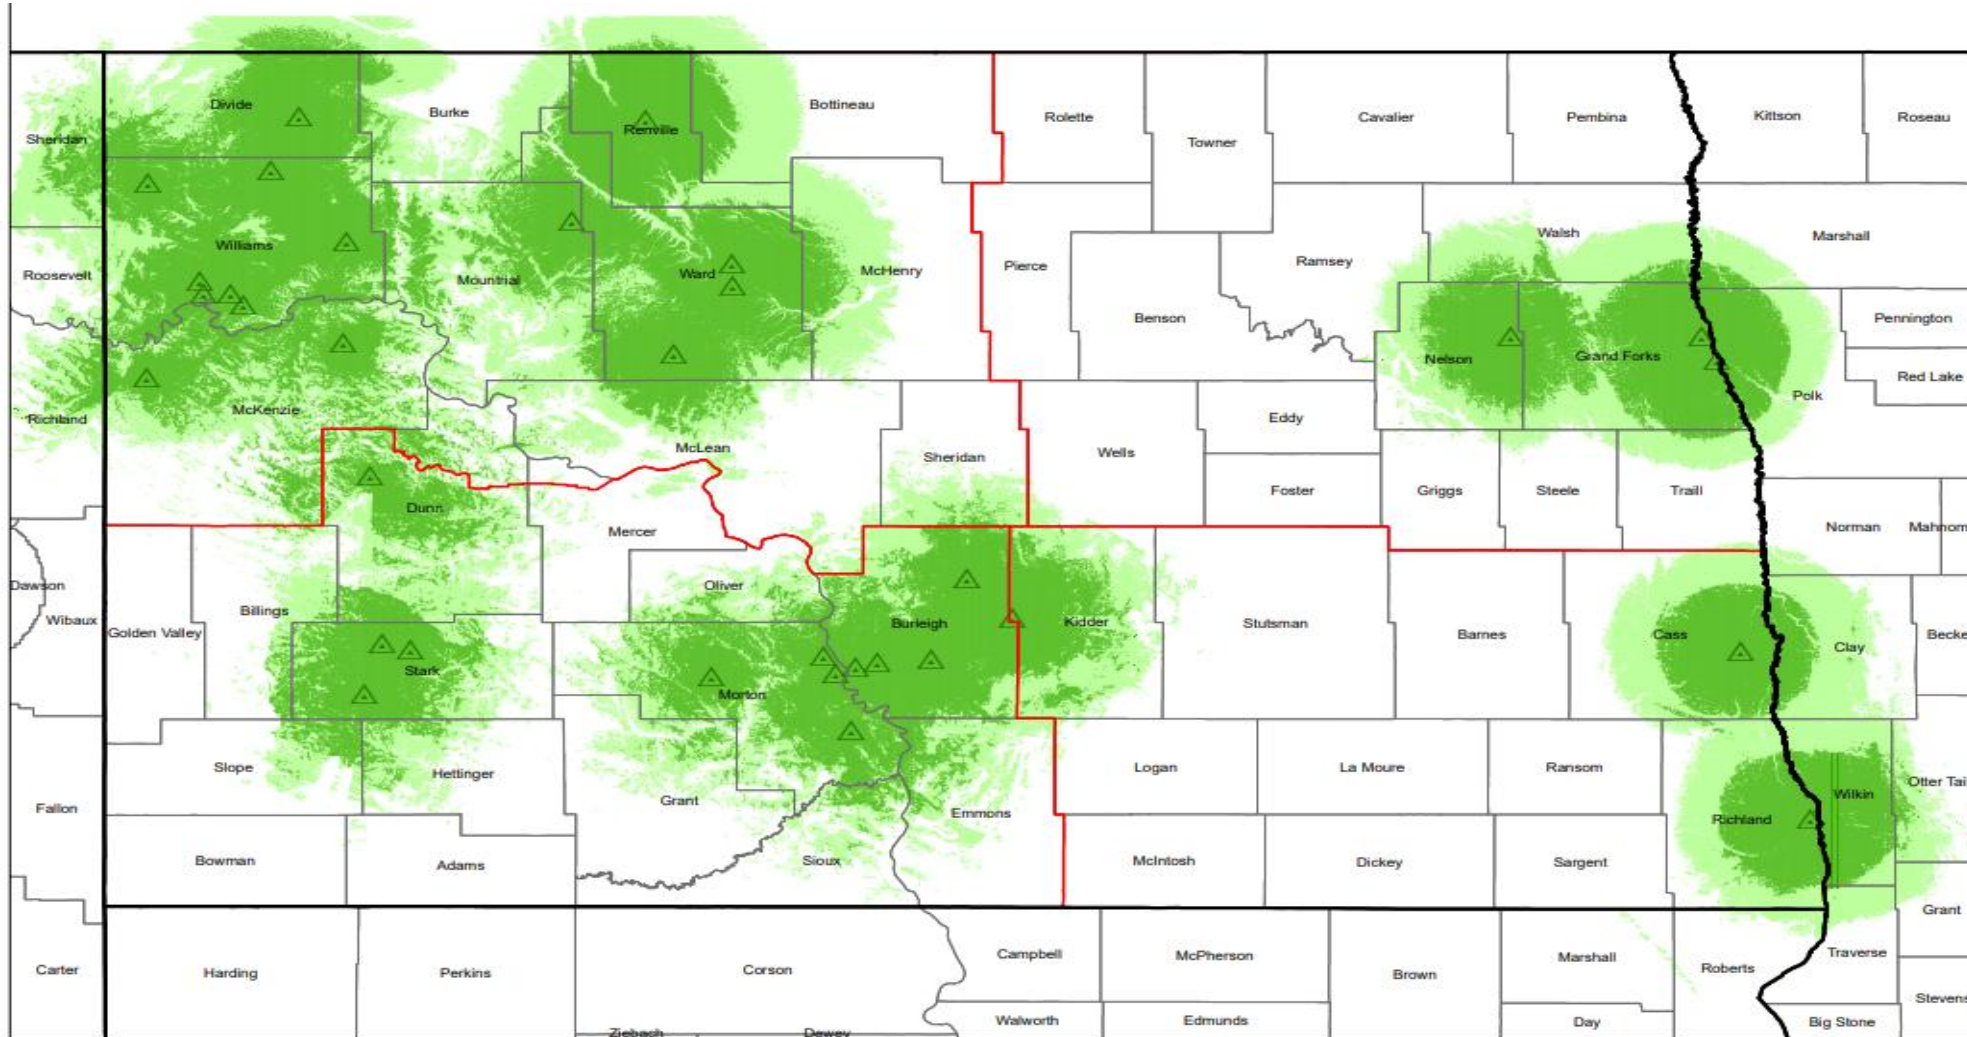 Divide
Burke
Renville
Bottineau
Rolette
Towner
Cavalier
Pembina
Kittson
Roseau
Sheridan
Williams
Mountrial
Ward
McHenry
Pierce
Ramsey
Walsh
Marshall
Roosevelt
Benson
Nelson
Grand Forks
Pennington
Red Lake
Polk
Richland
McKenzie
McLean
Sheridan
Wells
Eddy
Foster
Griggs
Steele
Traill
Norman
Mahnom
Dunn
Mercer
Dawson
Wibaux
Golden Valley
Billings
Oliver
Burleigh
Kidder
Stutsman
Barnes
Cass
Clay
Becke
Stark
Morton
Slope
Hettinger
Grant
Emmons
Logan
La Moure
Ransom
Richland
Wilkin
Otter Tail
Fallon
Bowman
Adams
Sioux
McIntosh
Dickey
Sargent
Grant
Carter
Harding
Perkins
Corson
Campbell
McPherson
Brown
Marshall
Roberts
Traverse
Stevens
Ziebach
Dewey
Walworth
Edmunds
Day
Big Stone